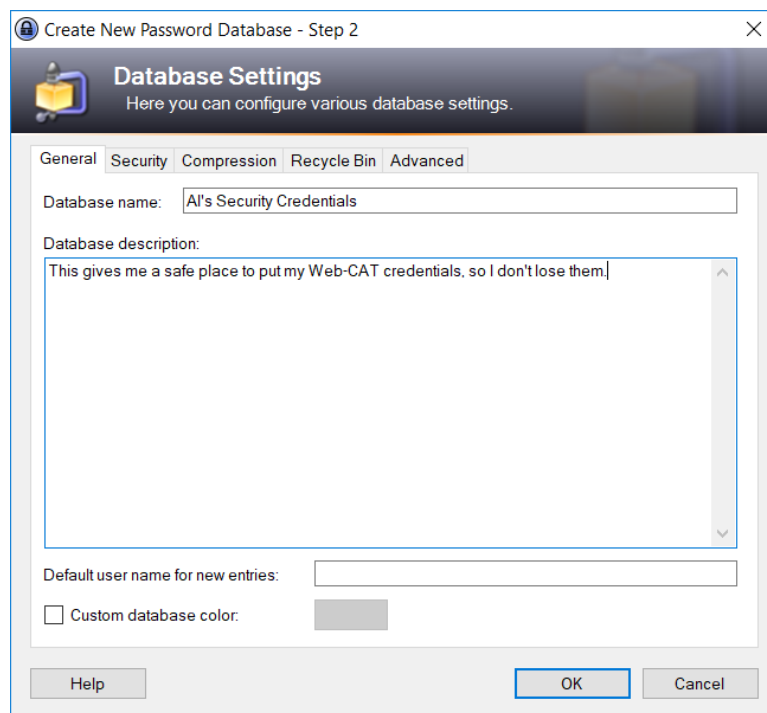 Create New Password Database - Step 2
Database Settings
Here you can configure various database settings.
General Security Compression Recycle Bin Advanced
Database name: Al's Security Credentials
Database description:
This gives me a safe place to put my Web-CAT credentials, so I don't lose them.
Default user name for new entries:
Custom database color:
Help OK Cancel